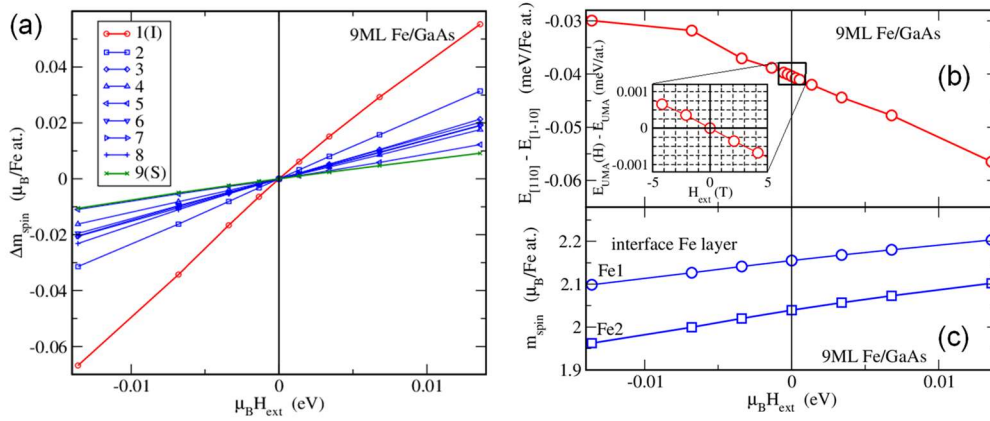 (a)
9ML Fe/GaAs
1(I)
2
3
4
5
6
7
8
9(S)
Δm_spin (μ_B/Fe at.)
0.04
0.02
0
-0.02
-0.04
-0.06
-0.01
0
0.01
μ_BH_ext (eV)
E_[110] - E_[1-10] (meV/Fe at.)
-0.03
-0.04
-0.05
-0.06
9ML Fe/GaAs
(b)
E_UMA(H) - E_UMA (meV/at.)
0.001
0
-0.001
-5
0
5
H_ext (T)
m_spin (μ_B/Fe at.)
2.2
2.1
2
1.9
interface Fe layer
Fe1
Fe2
(c)
9ML Fe/GaAs
-0.01
0
0.01
μ_BH_ext (eV)